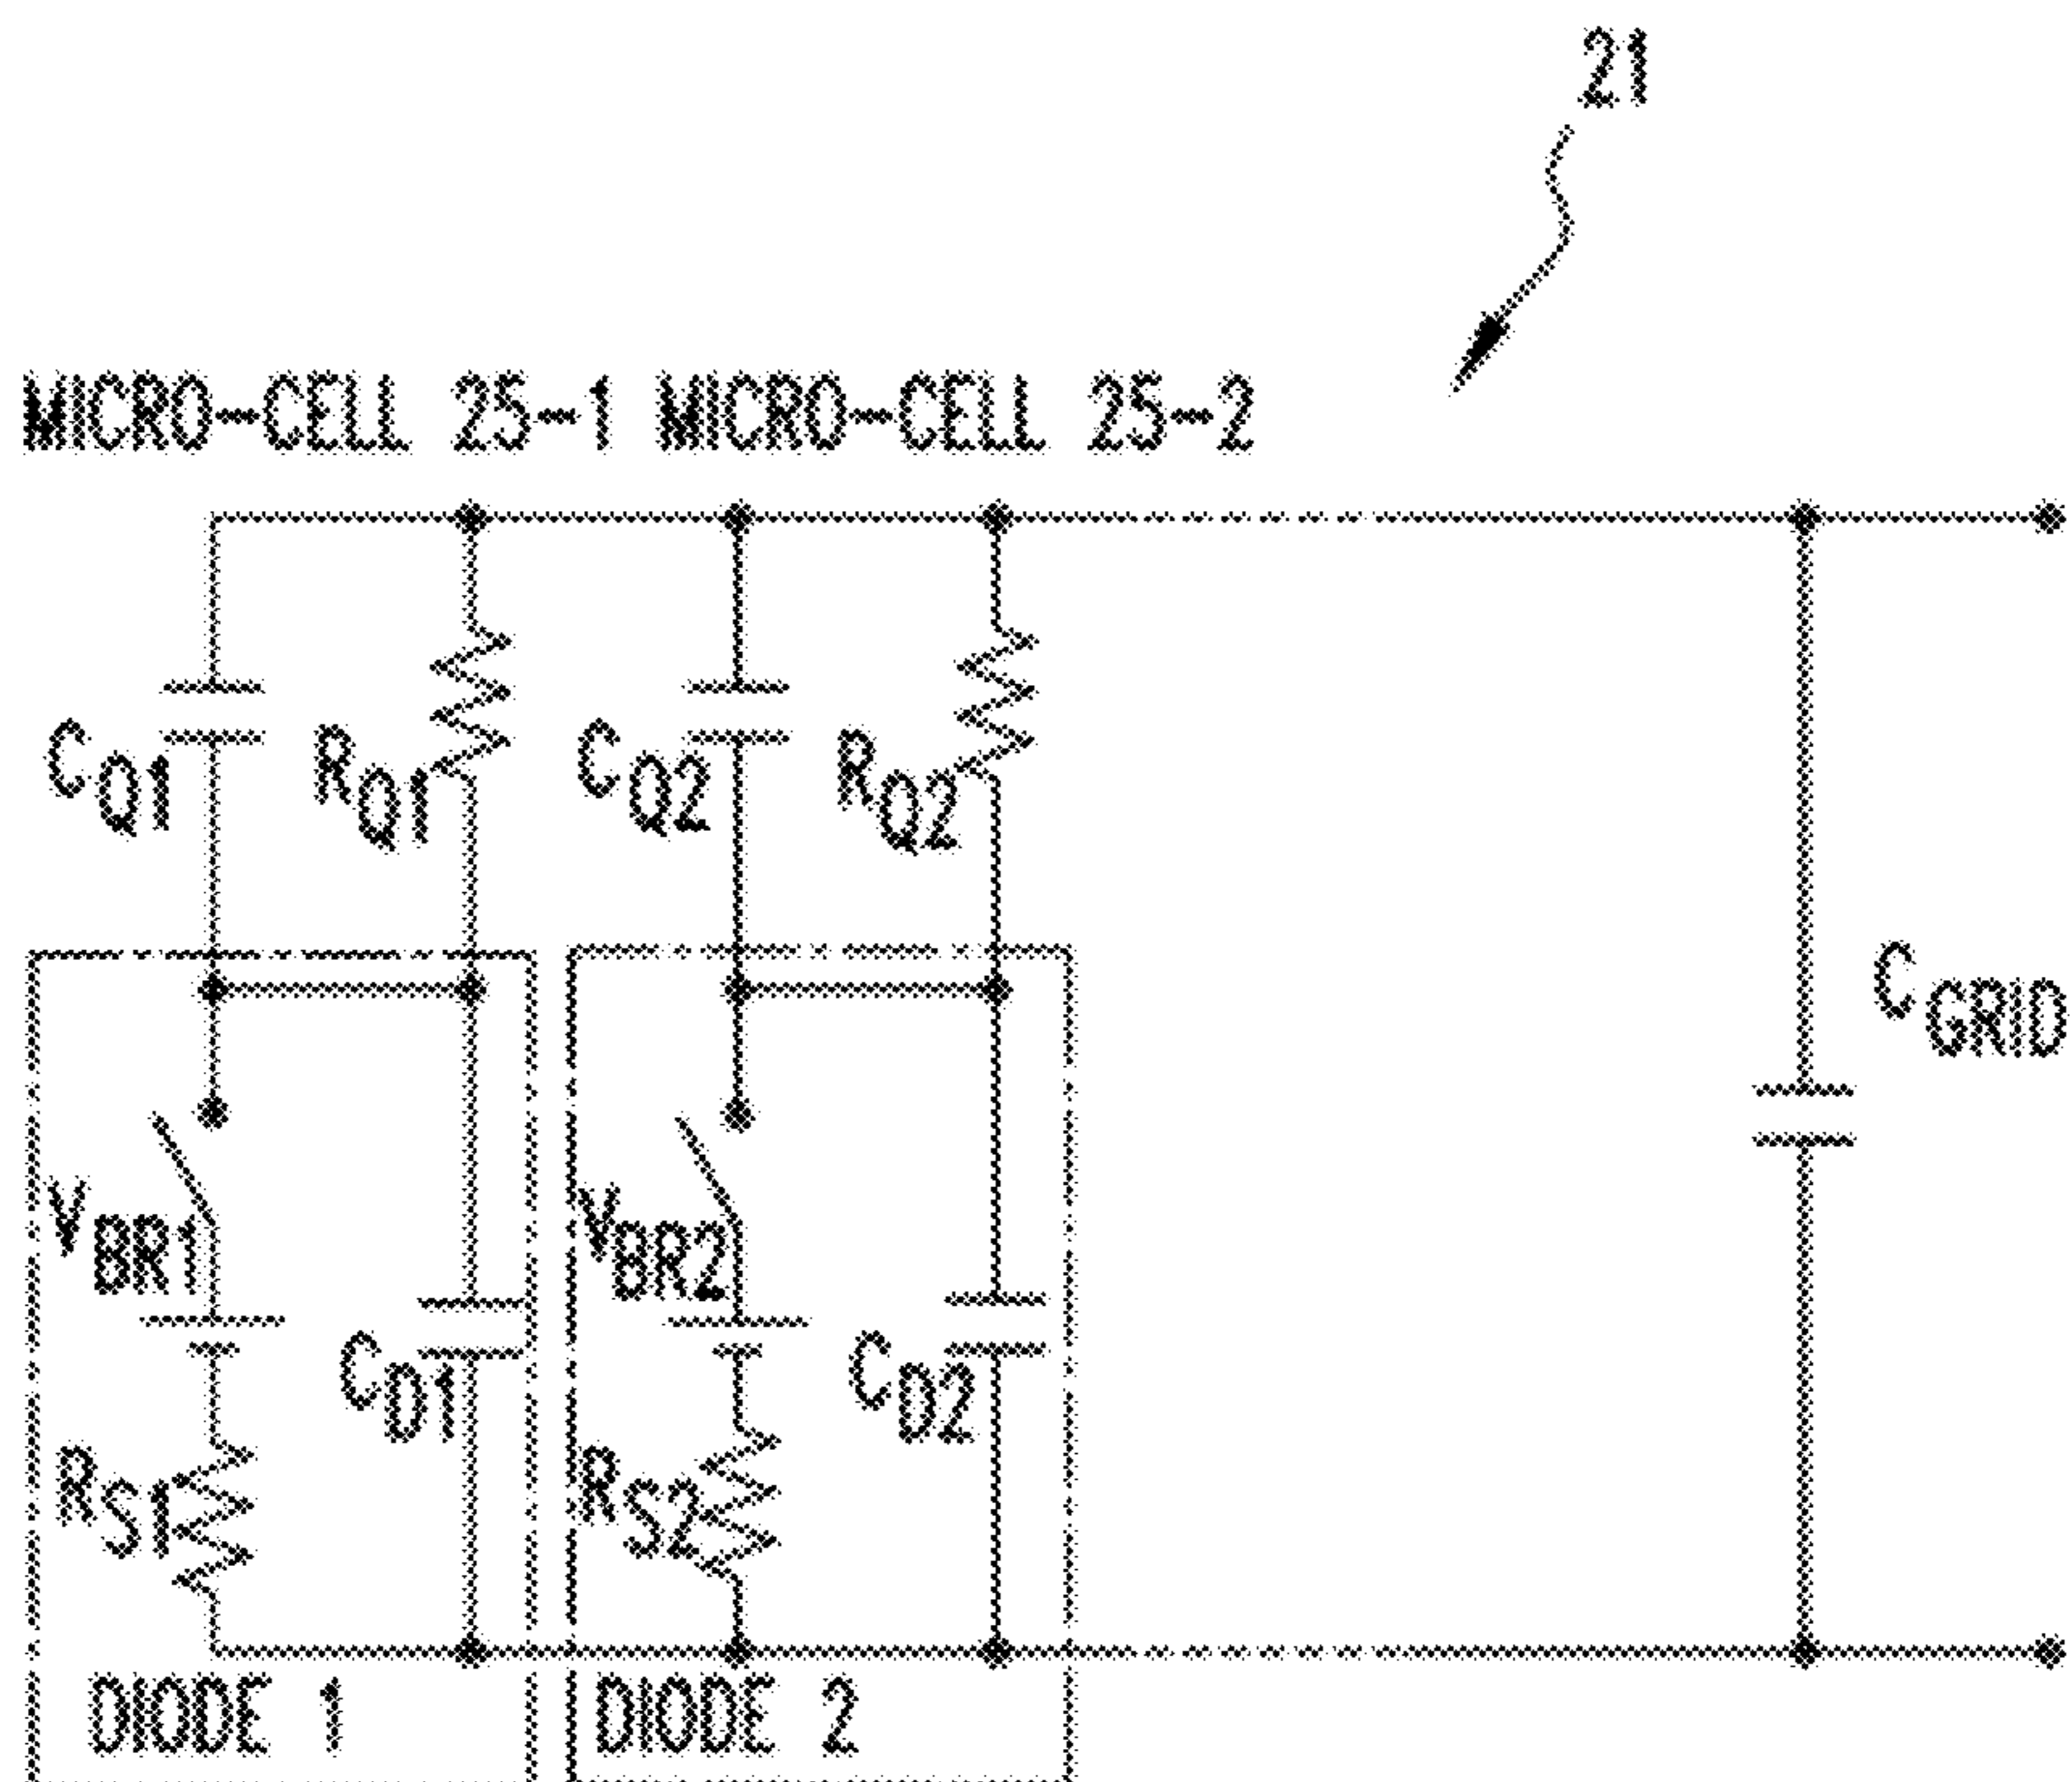 21
MICRO-CELL 25-1 MICRO-CELL 25-2
CQ1 RQ1 CQ2 RQ2
CGRID
VBR1 VBR2
CD1 CD2
RS1 RS2
DIODE 1 DIODE 2